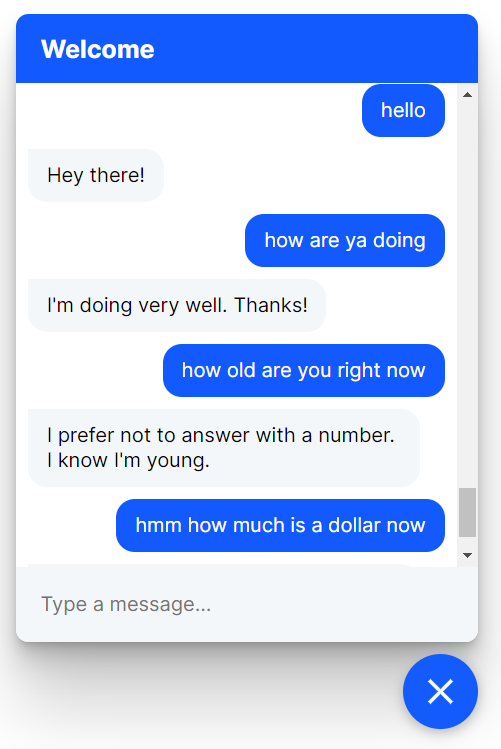 Welcome
hello
Hey there!
how are ya doing
I'm doing very well. Thanks!
how old are you right now
I prefer not to answer with a number.
I know I'm young.
hmm how much is a dollar now
Type a message...